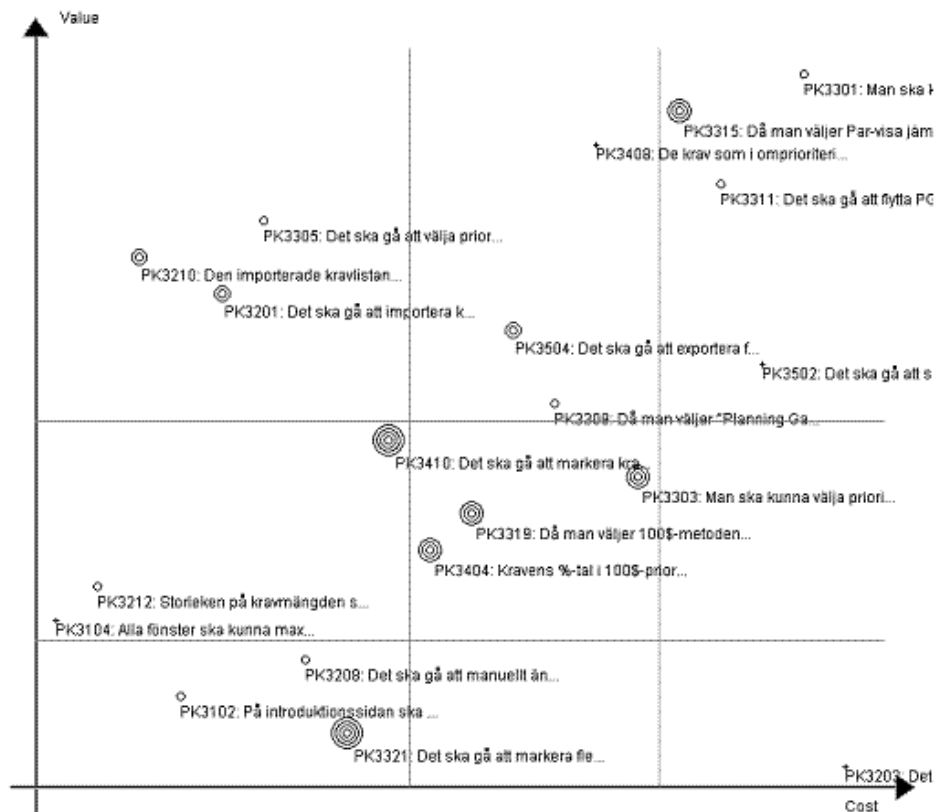 Value
PK3301: Man ska k
PK3315: Då man väljer Par-visa jäm
PK3408: De krav som i omprioriteri...
PK3311: Det ska gå att flytta PG
PK3305: Det ska gå att välja prior...
PK3210: Den importerade kravlistan...
PK3201: Det ska gå att importera k...
PK3504: Det ska gå att exportera f...
PK3502: Det ska gå att s
PK3309: Då man väljer "Planning Ga...
PK3410: Det ska gå att markera kra...
PK3303: Man ska kunna välja priori...
PK3319: Då man väljer 100$-metoden...
PK3404: Kravens %-tal i 100$-prior...
PK3212: Storleken på kravmängden s...
PK3104: Alla fönster ska kunna max...
PK3208: Det ska gå att manuellt än...
PK3102: På introduktionssidan ska ...
PK3321: Det ska gå att markera fle...
PK3203: Det
Cost